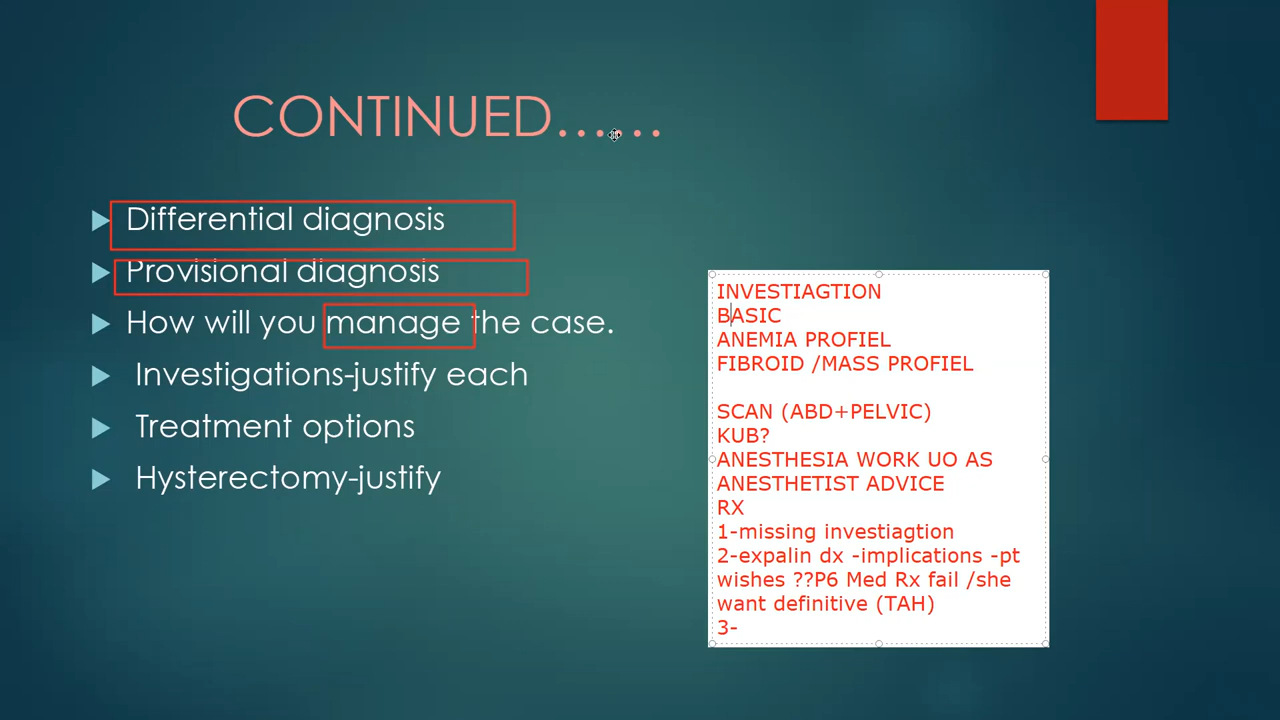 CONTINUED......
Differential diagnosis
Provisional diagnosis
How will you manage the case.
Investigations-justify each
Treatment options
Hysterectomy-justify
INVESTIAGTION
BASIC
ANEMIA PROFIEL
FIBROID /MASS PROFIEL
SCAN (ABD+PELVIC)
KUB?
ANESTHESIA WORK UO AS
ANESTHETIST ADVICE
RX
1-missing investiagtion
2-expalin dx -implications -pt
wishes ??P6 Med Rx fail /she
want definitive (TAH)
3-